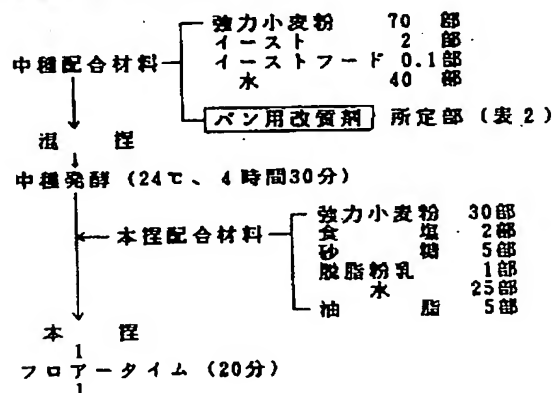 強力小麦粉 70 部
イースト 2 部
イーストフード 0.1部
水 40 部
中種配合材料
パン用改質剤 所定部 (表2)
混 捏
中種発酵 (24℃、4時間30分)
強力小麦粉 30部
食 塩 2部
砂 糖 5部
脱脂粉乳 1部
水 25部
油 脂 5部
本捏配合材料
本 捏
1
フロアータイム (20分)
1